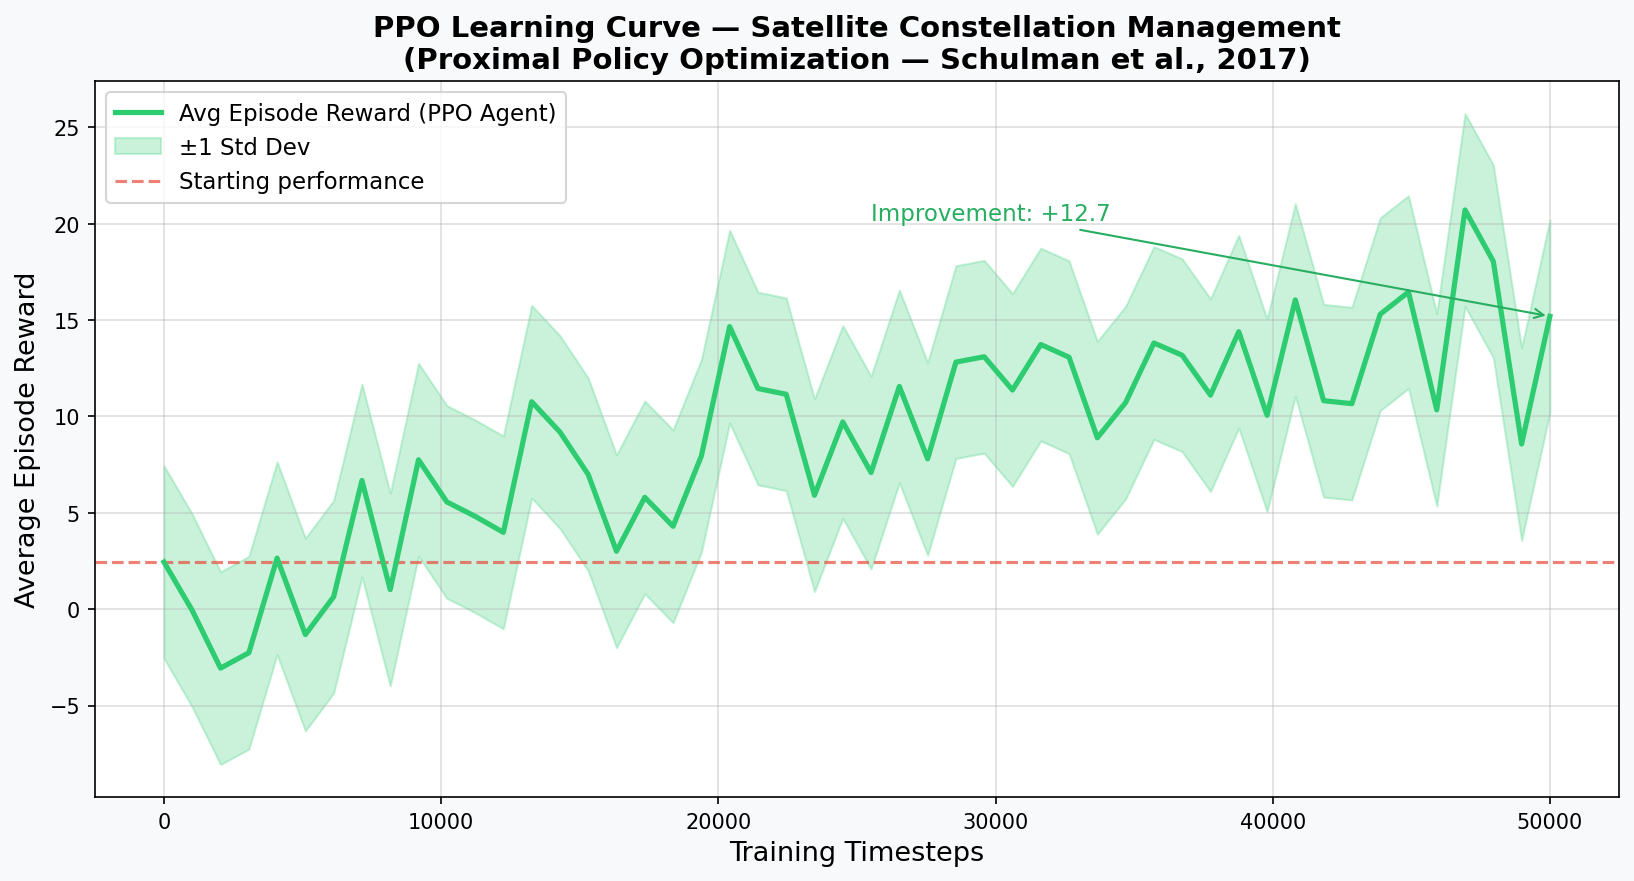 PPO Learning Curve — Satellite Constellation Management
(Proximal Policy Optimization — Schulman et al., 2017)
Avg Episode Reward (PPO Agent)
±1 Std Dev
Starting performance
Improvement: +12.7
Average Episode Reward
25
20
15
10
5
0
−5
0
10000
20000
30000
40000
50000
Training Timesteps